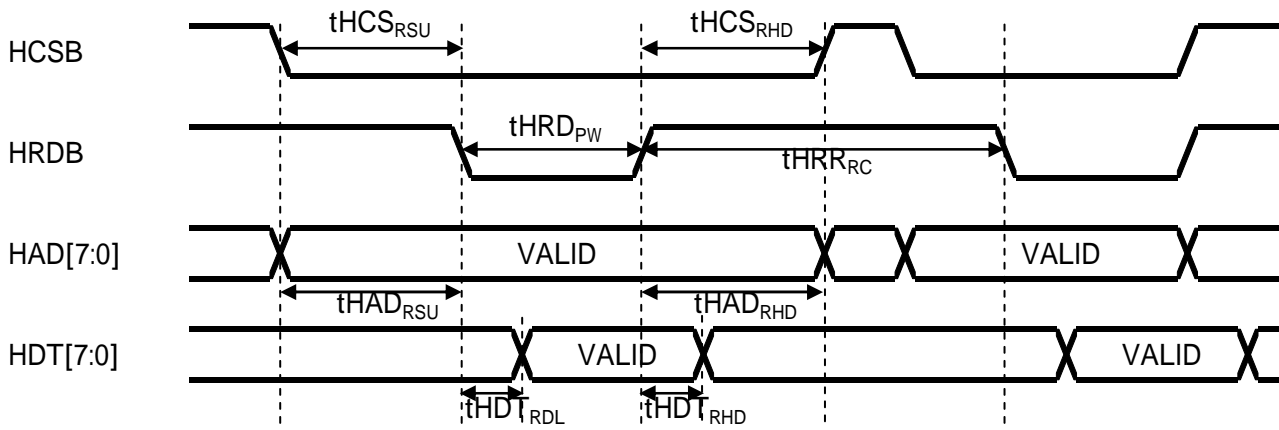 HCSB tHCSRSU tHCSRHD
HRDB tHRDPW tHRRRC
HAD[7:0] VALID VALID
tHADRSU tHADRHD
HDT[7:0] VALID VALID
tHDTRDL tHDTRHD